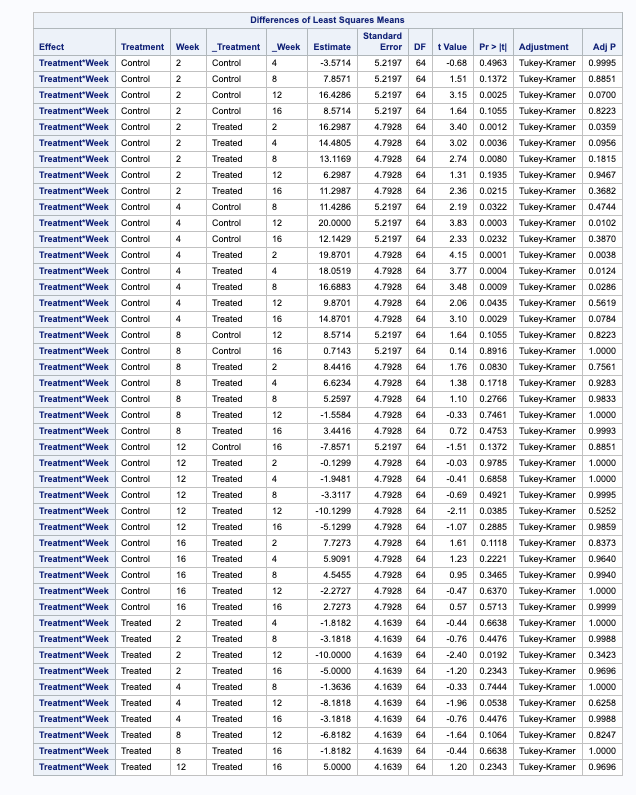 Differences of Least Squares Means
Effect Treatment Week _Treatment _Week Estimate Standard Error DF t Value Pr > |t| Adjustment Adj P
Treatment*Week Control 2 Control 4 -3.5714 5.2197 64 -0.68 0.4963 Tukey-Kramer 0.9995
Treatment*Week Control 2 Control 8 7.8571 5.2197 64 1.51 0.1372 Tukey-Kramer 0.8851
Treatment*Week Control 2 Control 12 16.4286 5.2197 64 3.15 0.0025 Tukey-Kramer 0.0700
Treatment*Week Control 2 Control 16 8.5714 5.2197 64 1.64 0.1055 Tukey-Kramer 0.8223
Treatment*Week Control 2 Treated 2 16.2987 4.7928 64 3.40 0.0012 Tukey-Kramer 0.0359
Treatment*Week Control 2 Treated 4 14.4805 4.7928 64 3.02 0.0036 Tukey-Kramer 0.0956
Treatment*Week Control 2 Treated 8 13.1169 4.7928 64 2.74 0.0080 Tukey-Kramer 0.1815
Treatment*Week Control 2 Treated 12 6.2987 4.7928 64 1.31 0.1935 Tukey-Kramer 0.9467
Treatment*Week Control 2 Treated 16 11.2987 4.7928 64 2.36 0.0215 Tukey-Kramer 0.3682
Treatment*Week Control 4 Control 8 11.4286 5.2197 64 2.19 0.0322 Tukey-Kramer 0.4744
Treatment*Week Control 4 Control 12 20.0000 5.2197 64 3.83 0.0003 Tukey-Kramer 0.0102
Treatment*Week Control 4 Control 16 12.1429 5.2197 64 2.33 0.0232 Tukey-Kramer 0.3870
Treatment*Week Control 4 Treated 2 19.8701 4.7928 64 4.15 0.0001 Tukey-Kramer 0.0038
Treatment*Week Control 4 Treated 4 18.0519 4.7928 64 3.77 0.0004 Tukey-Kramer 0.0124
Treatment*Week Control 4 Treated 8 16.6883 4.7928 64 3.48 0.0009 Tukey-Kramer 0.0286
Treatment*Week Control 4 Treated 12 9.8701 4.7928 64 2.06 0.0435 Tukey-Kramer 0.5619
Treatment*Week Control 4 Treated 16 14.8701 4.7928 64 3.10 0.0029 Tukey-Kramer 0.0784
Treatment*Week Control 8 Control 12 8.5714 5.2197 64 1.64 0.1055 Tukey-Kramer 0.8223
Treatment*Week Control 8 Control 16 0.7143 5.2197 64 0.14 0.8916 Tukey-Kramer 1.0000
Treatment*Week Control 8 Treated 2 8.4416 4.7928 64 1.76 0.0830 Tukey-Kramer 0.7561
Treatment*Week Control 8 Treated 4 6.6234 4.7928 64 1.38 0.1718 Tukey-Kramer 0.9283
Treatment*Week Control 8 Treated 8 5.2597 4.7928 64 1.10 0.2766 Tukey-Kramer 0.9833
Treatment*Week Control 8 Treated 12 -1.5584 4.7928 64 -0.33 0.7461 Tukey-Kramer 1.0000
Treatment*Week Control 8 Treated 16 3.4416 4.7928 64 0.72 0.4753 Tukey-Kramer 0.9993
Treatment*Week Control 12 Control 16 -7.8571 5.2197 64 -1.51 0.1372 Tukey-Kramer 0.8851
Treatment*Week Control 12 Treated 2 -0.1299 4.7928 64 -0.03 0.9785 Tukey-Kramer 1.0000
Treatment*Week Control 12 Treated 4 -1.9481 4.7928 64 -0.41 0.6858 Tukey-Kramer 1.0000
Treatment*Week Control 12 Treated 8 -3.3117 4.7928 64 -0.69 0.4921 Tukey-Kramer 0.9995
Treatment*Week Control 12 Treated 12 -10.1299 4.7928 64 -2.11 0.0385 Tukey-Kramer 0.5252
Treatment*Week Control 12 Treated 16 -5.1299 4.7928 64 -1.07 0.2885 Tukey-Kramer 0.9859
Treatment*Week Control 16 Treated 2 7.7273 4.7928 64 1.61 0.1118 Tukey-Kramer 0.8373
Treatment*Week Control 16 Treated 4 5.9091 4.7928 64 1.23 0.2221 Tukey-Kramer 0.9640
Treatment*Week Control 16 Treated 8 4.5455 4.7928 64 0.95 0.3465 Tukey-Kramer 0.9940
Treatment*Week Control 16 Treated 12 -2.2727 4.7928 64 -0.47 0.6370 Tukey-Kramer 1.0000
Treatment*Week Control 16 Treated 16 2.7273 4.7928 64 0.57 0.5713 Tukey-Kramer 0.9999
Treatment*Week Treated 2 Treated 4 -1.8182 4.1639 64 -0.44 0.6638 Tukey-Kramer 1.0000
Treatment*Week Treated 2 Treated 8 -3.1818 4.1639 64 -0.76 0.4476 Tukey-Kramer 0.9988
Treatment*Week Treated 2 Treated 12 -10.0000 4.1639 64 -2.40 0.0192 Tukey-Kramer 0.3423
Treatment*Week Treated 2 Treated 16 -5.0000 4.1639 64 -1.20 0.2343 Tukey-Kramer 0.9696
Treatment*Week Treated 4 Treated 8 -1.3636 4.1639 64 -0.33 0.7444 Tukey-Kramer 1.0000
Treatment*Week Treated 4 Treated 12 -8.1818 4.1639 64 -1.96 0.0538 Tukey-Kramer 0.6258
Treatment*Week Treated 4 Treated 16 -3.1818 4.1639 64 -0.76 0.4476 Tukey-Kramer 0.9988
Treatment*Week Treated 8 Treated 12 -6.8182 4.1639 64 -1.64 0.1064 Tukey-Kramer 0.8247
Treatment*Week Treated 8 Treated 16 -1.8182 4.1639 64 -0.44 0.6638 Tukey-Kramer 1.0000
Treatment*Week Treated 12 Treated 16 5.0000 4.1639 64 1.20 0.2343 Tukey-Kramer 0.9696